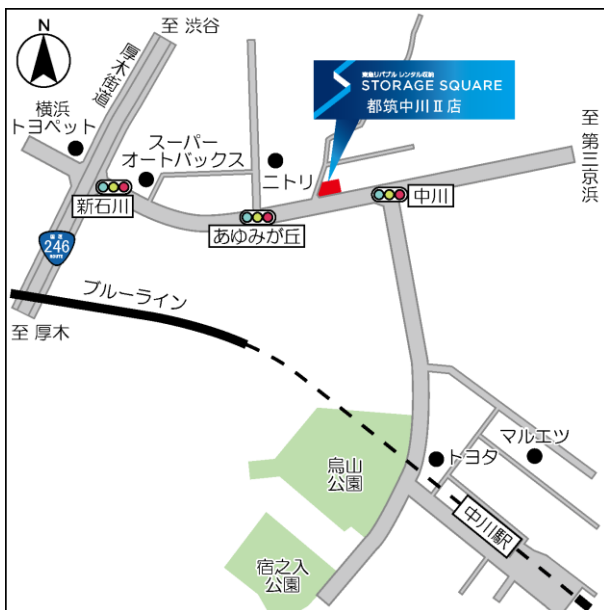 N
至 渋谷
厚木街道
東急リバブル レンタル収納
STORAGE SQUARE
都筑中川Ⅱ店
横浜
トヨペット
スーパー
オートバックス
ニトリ
至 第三京浜
新石川
中川
あゆみが丘
国道
246
ROUTE
ブルーライン
至 厚木
烏山
公園
トヨタ
マルエツ
中川駅
宿之入
公園